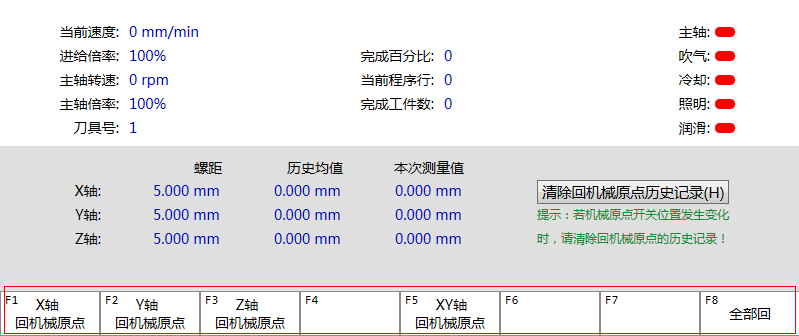 当前速度: 0 mm/min 主轴:
进给倍率: 100% 完成百分比: 0 吹气:
主轴转速: 0 rpm 当前程序行: 0 冷却:
主轴倍率: 100% 完成工件数: 0 照明:
刀具号: 1 润滑:
螺距 历史均值 本次测量值
X轴: 5.000 mm 0.000 mm 0.000 mm 清除回机械原点历史记录(H)
Y轴: 5.000 mm 0.000 mm 0.000 mm 提示：若机械原点开关位置发生变化
Z轴: 5.000 mm 0.000 mm 0.000 mm 时，请清除回机械原点的历史记录！
F1 X轴 F2 Y轴 F3 Z轴 F4 F5 XY轴 F6 F7 F8 全部回
回机械原点 回机械原点 回机械原点 回机械原点